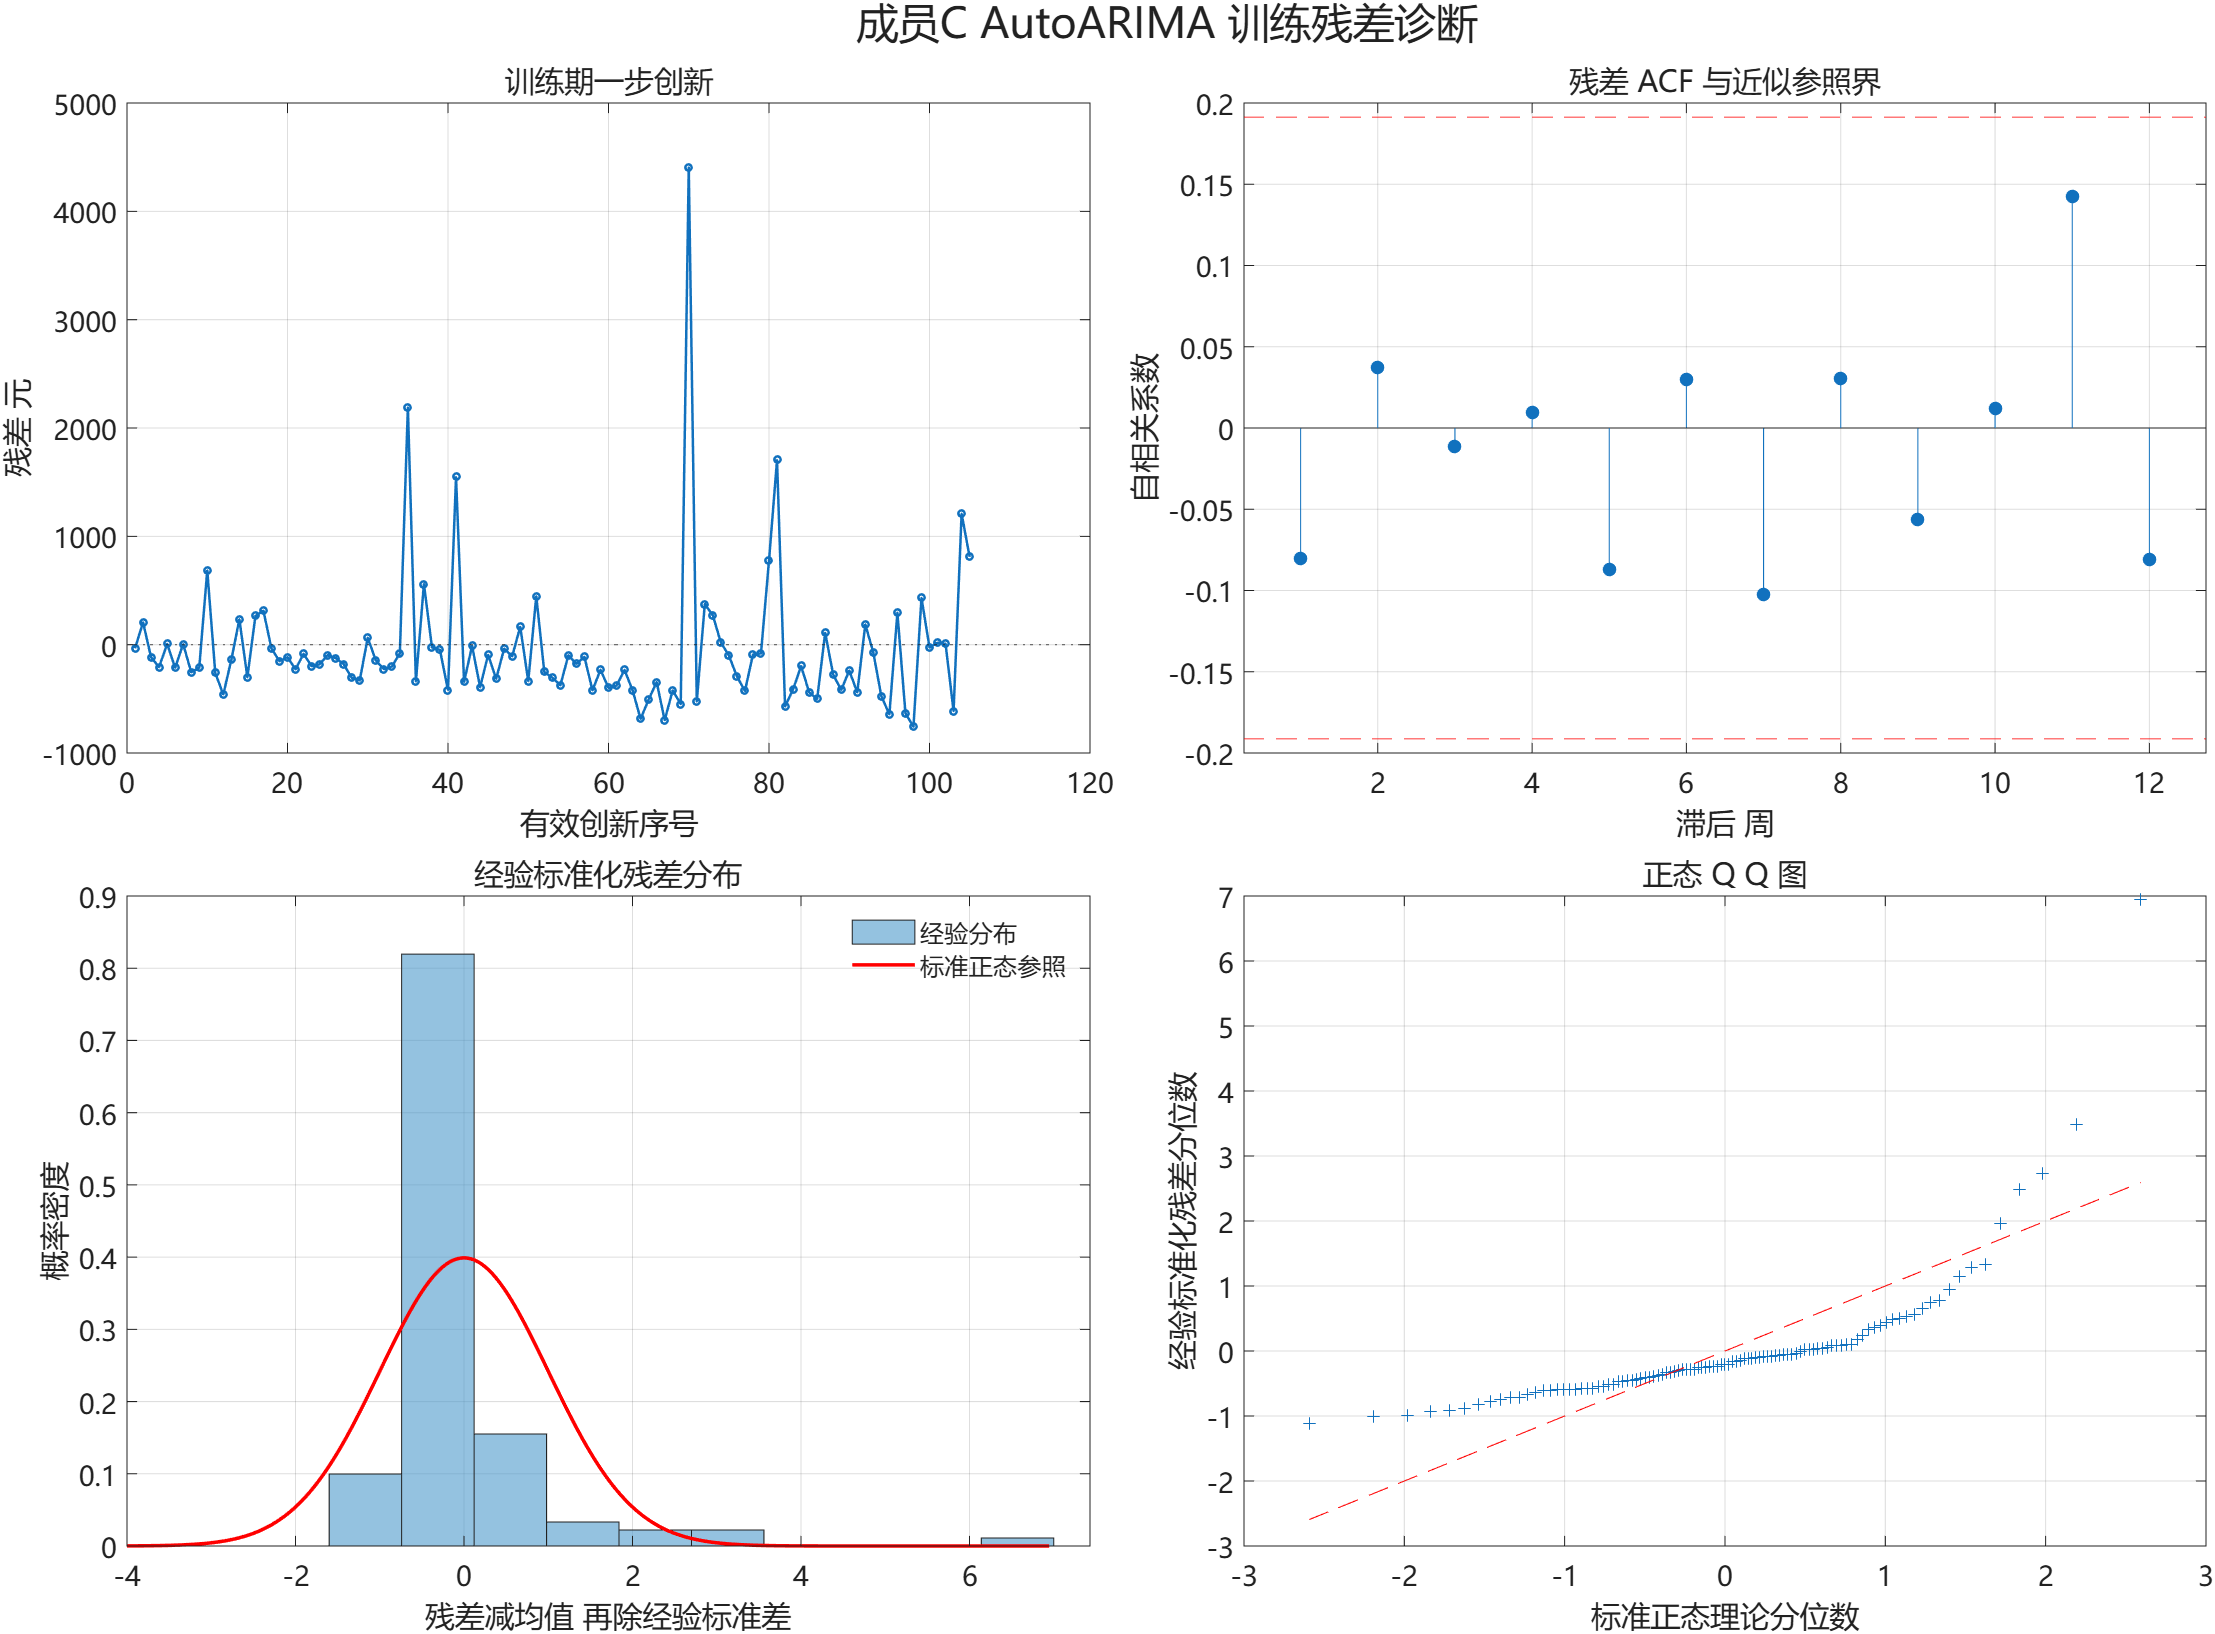 成员C AutoARIMA 训练残差诊断
训练期一步创新
5000
4000
3000
2000
1000
0
-1000
残差 元
0 20 40 60 80 100 120
有效创新序号
残差 ACF 与近似参照界
0.2
0.15
0.1
0.05
0
-0.05
-0.1
-0.15
-0.2
自相关系数
2 4 6 8 10 12
滞后 周
经验标准化残差分布
0.9
0.8
0.7
0.6
0.5
0.4
0.3
0.2
0.1
0
概率密度
经验分布
标准正态参照
-4 -2 0 2 4 6
残差减均值 再除经验标准差
正态 Q Q 图
7
6
5
4
3
2
1
0
-1
-2
-3
经验标准化残差分位数
-3 -2 -1 0 1 2 3
标准正态理论分位数